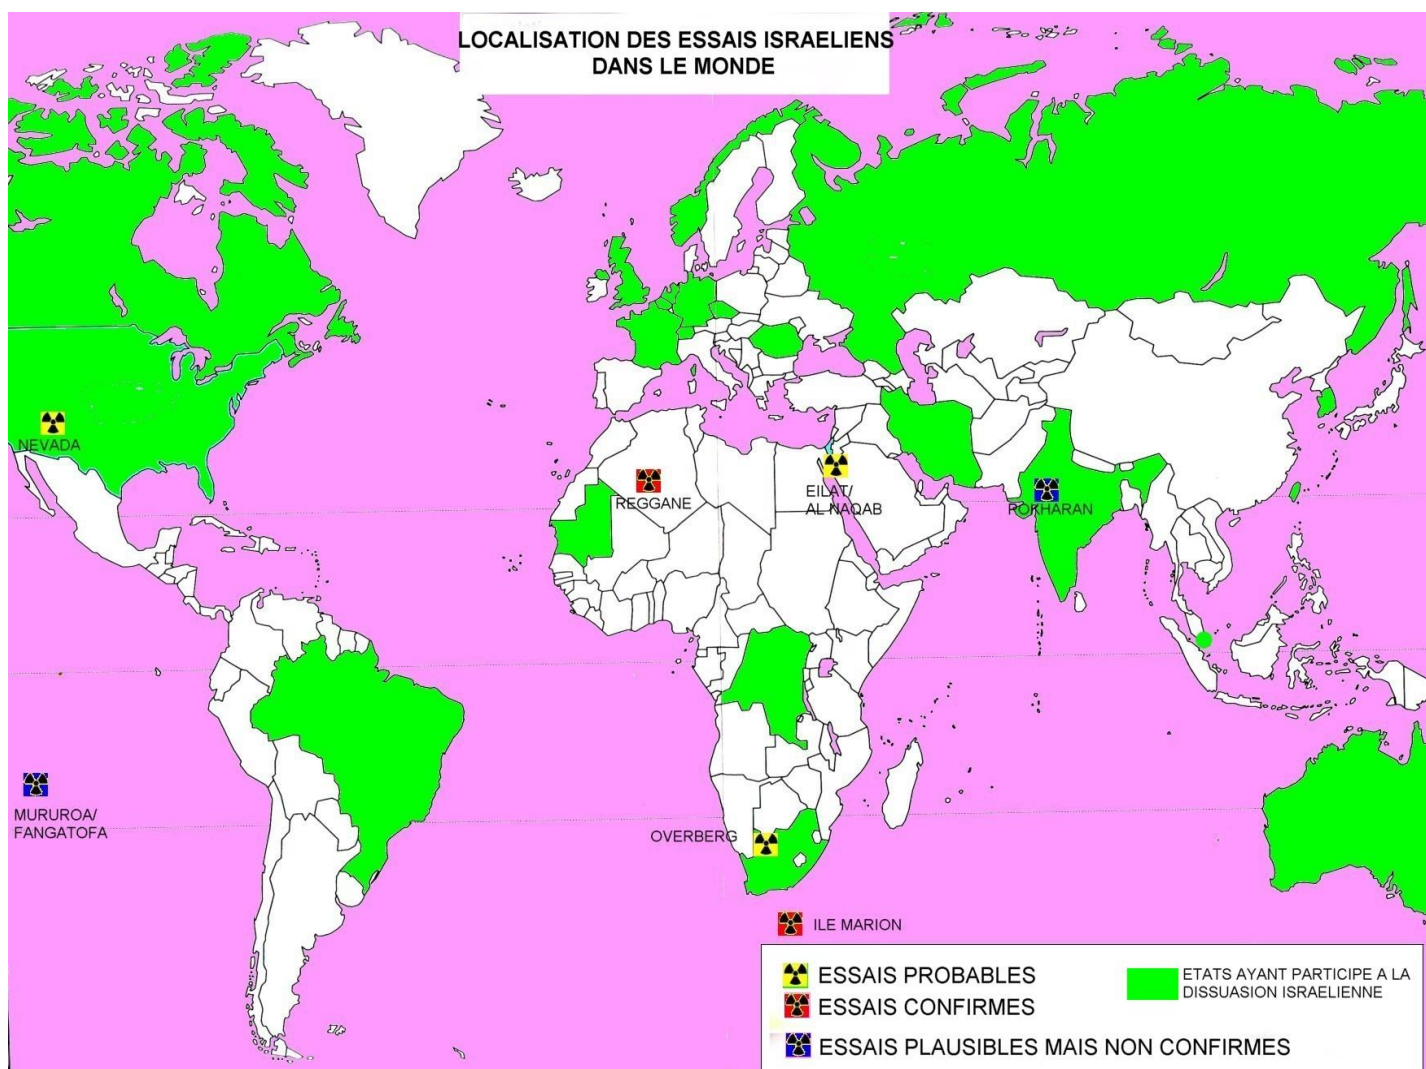 LOCALISATION DES ESSAIS ISRAELIENS
DANS LE MONDE
NEVADA
REGGANE
EILAT/
AL NAQAB
POKHARAN
MURUROA/
FANGATOFA
OVERBERG
ILE MARION
ESSAIS PROBABLES
ESSAIS CONFIRMES
ESSAIS PLAUSIBLES MAIS NON CONFIRMES
ETATS AYANT PARTICIPE A LA
DISSUASION ISRAELIENNE